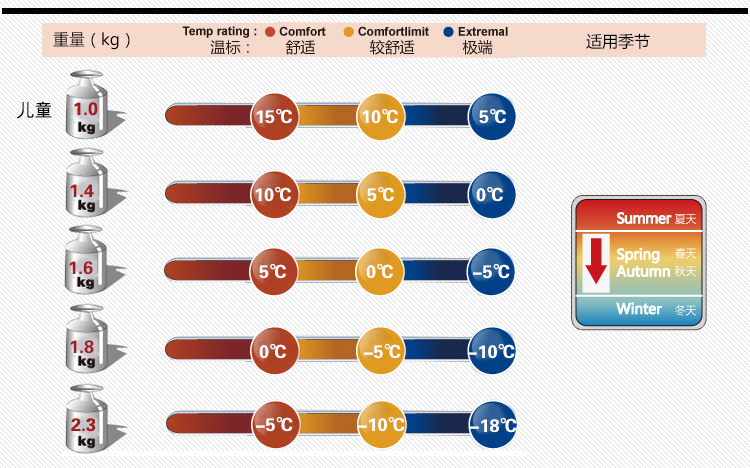 重量 ( kg )
Temp rating : Comfort Comfortlimit Extremal
温标 : 舒适 较舒适 极端
适用季节
儿童
1.0 kg 15℃ 10℃ 5℃
1.4 kg 10℃ 5℃ 0℃
1.6 kg 5℃ 0℃ –5℃
1.8 kg 0℃ –5℃ –10℃
2.3 kg –5℃ –10℃ –18℃
Summer 夏天
Spring 春天
Autumn 秋天
Winter 冬天